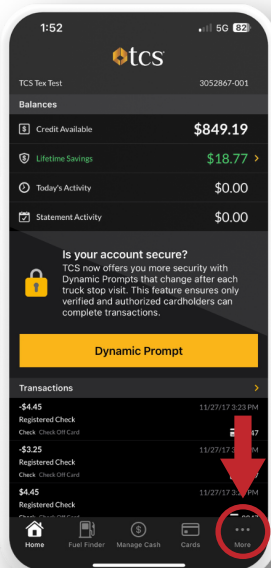 1:52 5G 82
tcs
TCS Tex Test 3052867-001
Balances
Credit Available $849.19
Lifetime Savings $18.77 >
Today's Activity $0.00
Statement Activity $0.00
Is your account secure?
TCS now offers you more security with
Dynamic Prompts that change after each
truck stop visit. This feature ensures only
verified and authorized cardholders can
complete transactions.
Dynamic Prompt
Transactions >
-$4.45 11/27/17 3:23 PM
Registered Check
Check Check Off Card 47
-$3.25 11/27/17
Registered Check
Check Check Off Card
$4.45 11/27/17
Registered Check
Home Fuel Finder Manage Cash Cards More